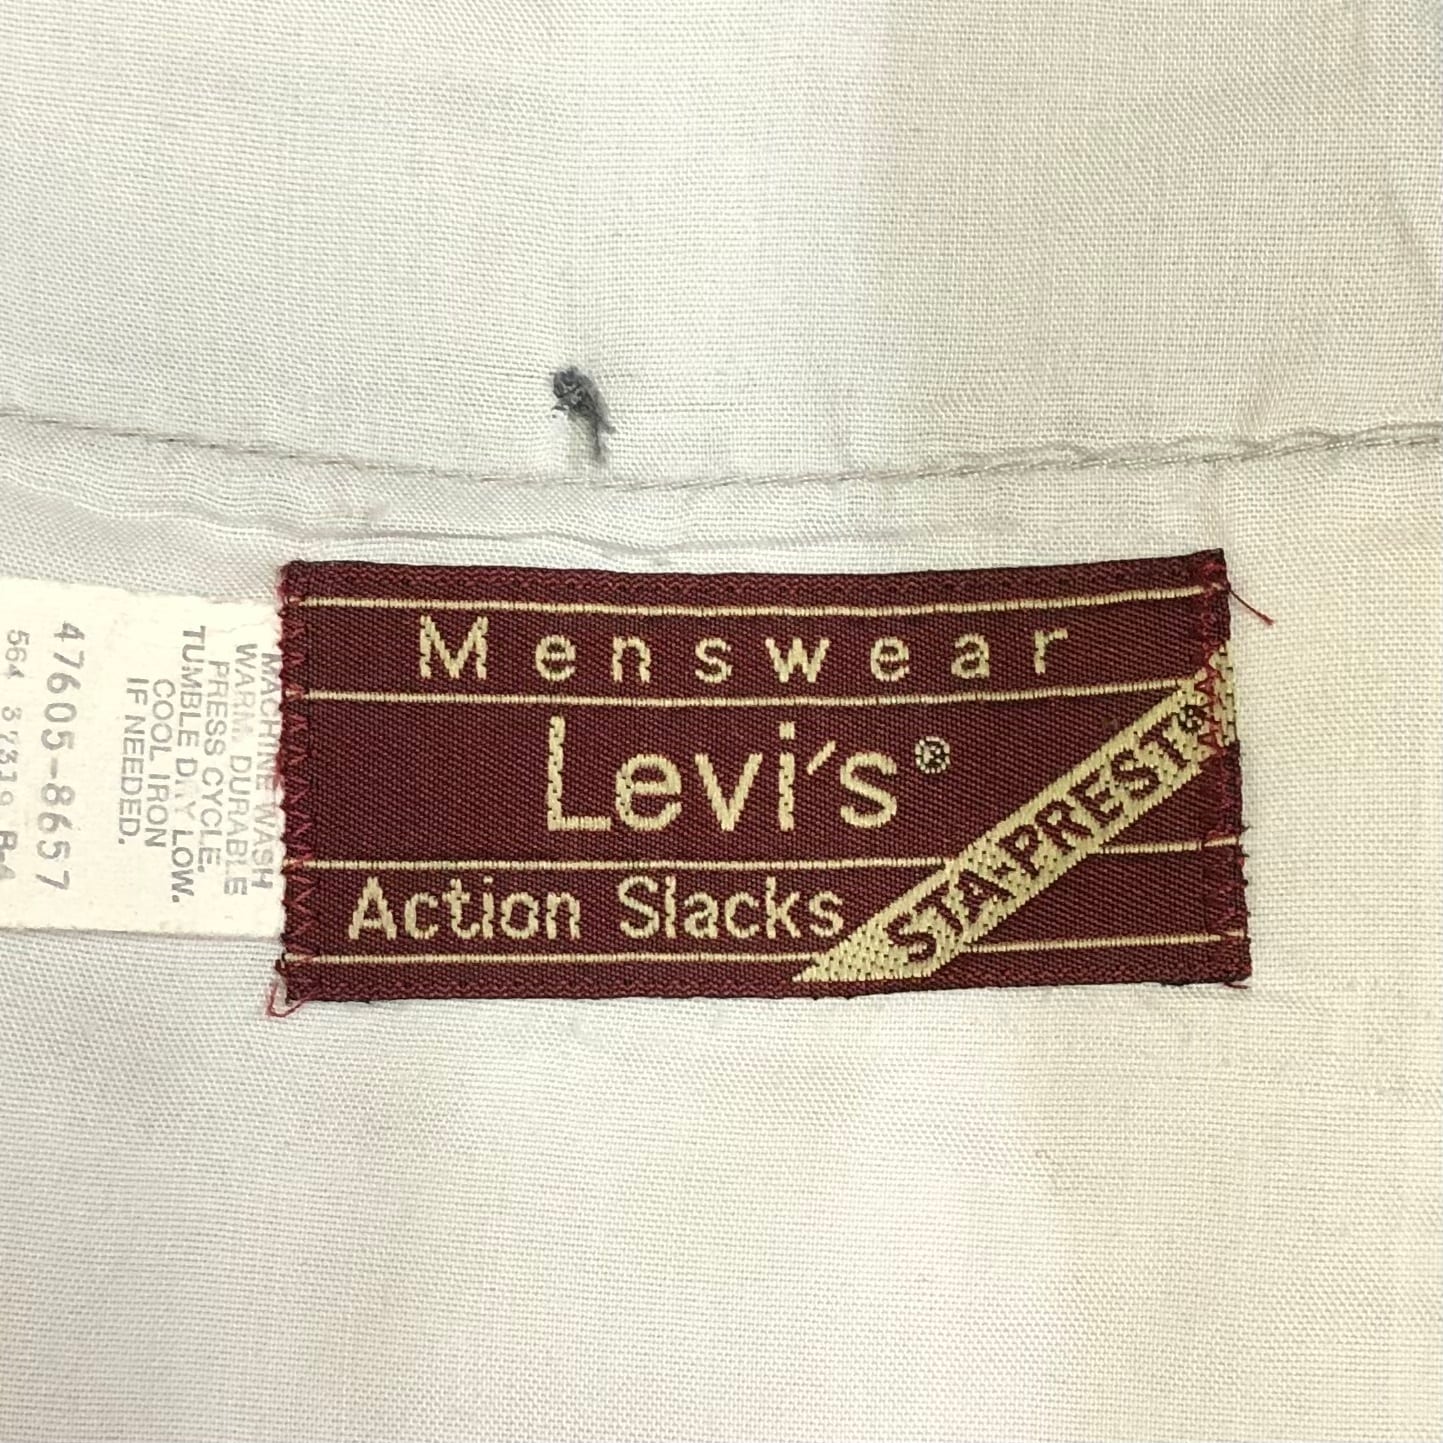 Menswear
Levi's®
Action Slacks
STA-PREST®
MACHINE WASH
WARM, DURABLE
PRESS CYCLE.
TUMBLE DRY LOW.
COOL IRON
IF NEEDED.
47605-8657
564